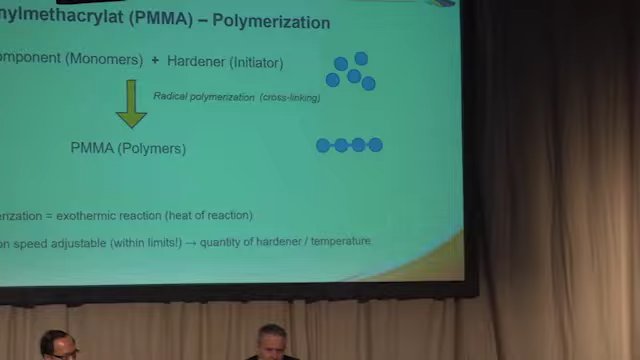 nylmethacrylat (PMMA) – Polymerization
omponent (Monomers) + Hardener (Initiator)
Radical polymerization (cross-linking)
PMMA (Polymers)
erization = exothermic reaction (heat of reaction)
on speed adjustable (within limits!) → quantity of hardener / temperature